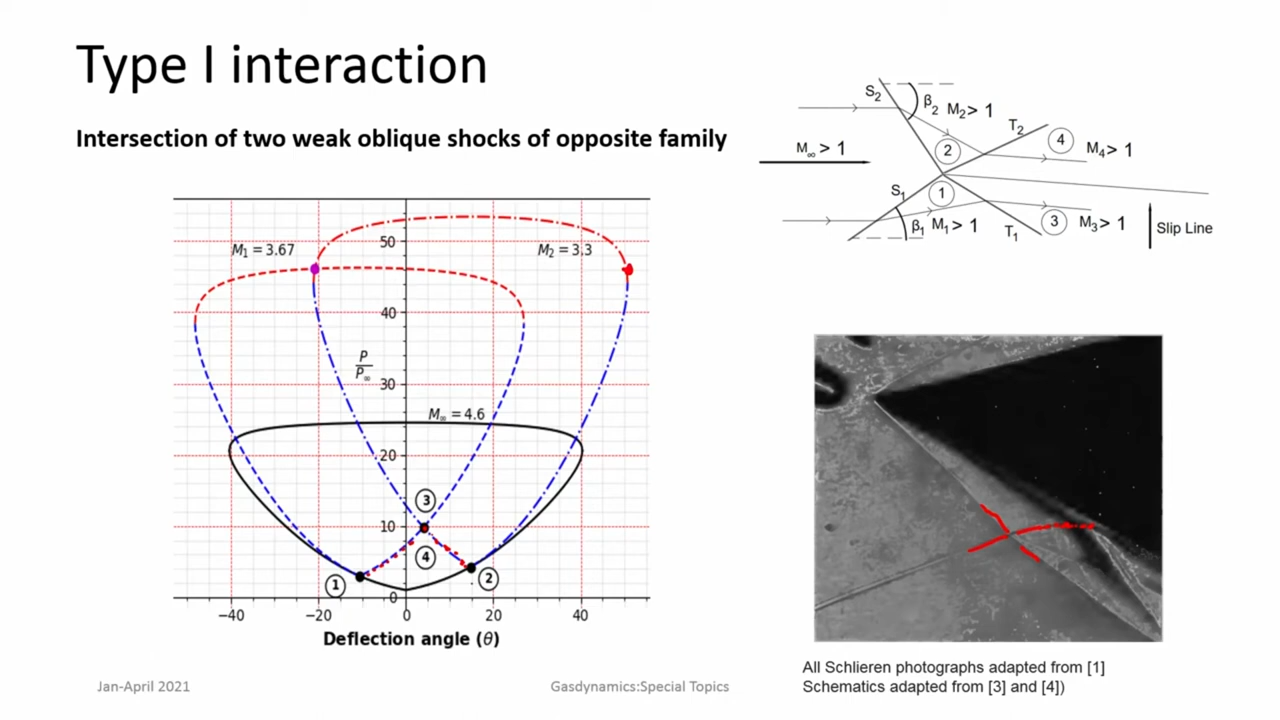 Type I interaction
Intersection of two weak oblique shocks of opposite family
S₂
β₂
M₂> 1
T₂
4
M₄> 1
M∞ > 1
2
S₁
1
β₁
M₁> 1
T₁
3
M₃> 1
Slip Line
50
M₁ = 3.67
M₂ = 3.3
40
P/P∞
30
M∞ = 4.6
20
3
10
4
1
2
0
−40
−20
0
20
40
Deflection angle (θ)
All Schlieren photographs adapted from [1]
Schematics adapted from [3] and [4])
Jan-April 2021
Gasdynamics:Special Topics